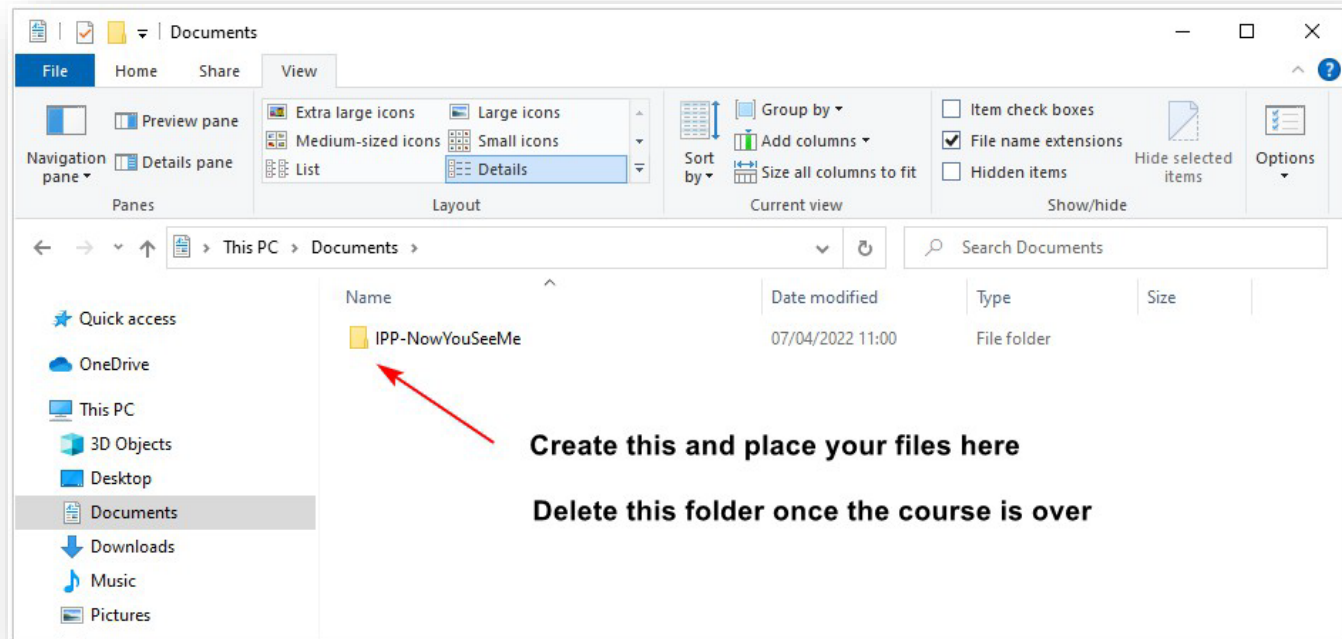 Documents
File Home Share View
Navigation pane
Preview pane
Details pane
Panes
Extra large icons Large icons
Medium-sized icons Small icons
List Details
Layout
Sort by
Group by
Add columns
Size all columns to fit
Current view
Item check boxes
File name extensions
Hidden items
Hide selected items
Show/hide
Options
This PC > Documents >
Search Documents
Name Date modified Type Size
IPP-NowYouSeeMe 07/04/2022 11:00 File folder
Quick access
OneDrive
This PC
3D Objects
Desktop
Documents
Downloads
Music
Pictures
Create this and place your files here
Delete this folder once the course is over